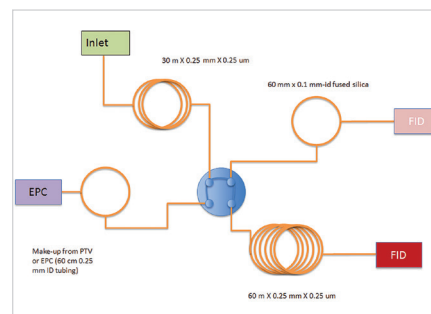 Inlet
30 m X 0.25 mm X 0.25 um
60 mm x 0.1 mm-id fused silica
FID
EPC
Make-up from PTV
or EPC (60 cm 0.25
mm ID tubing)
FID
60 m X 0.25 mm X 0.25 um